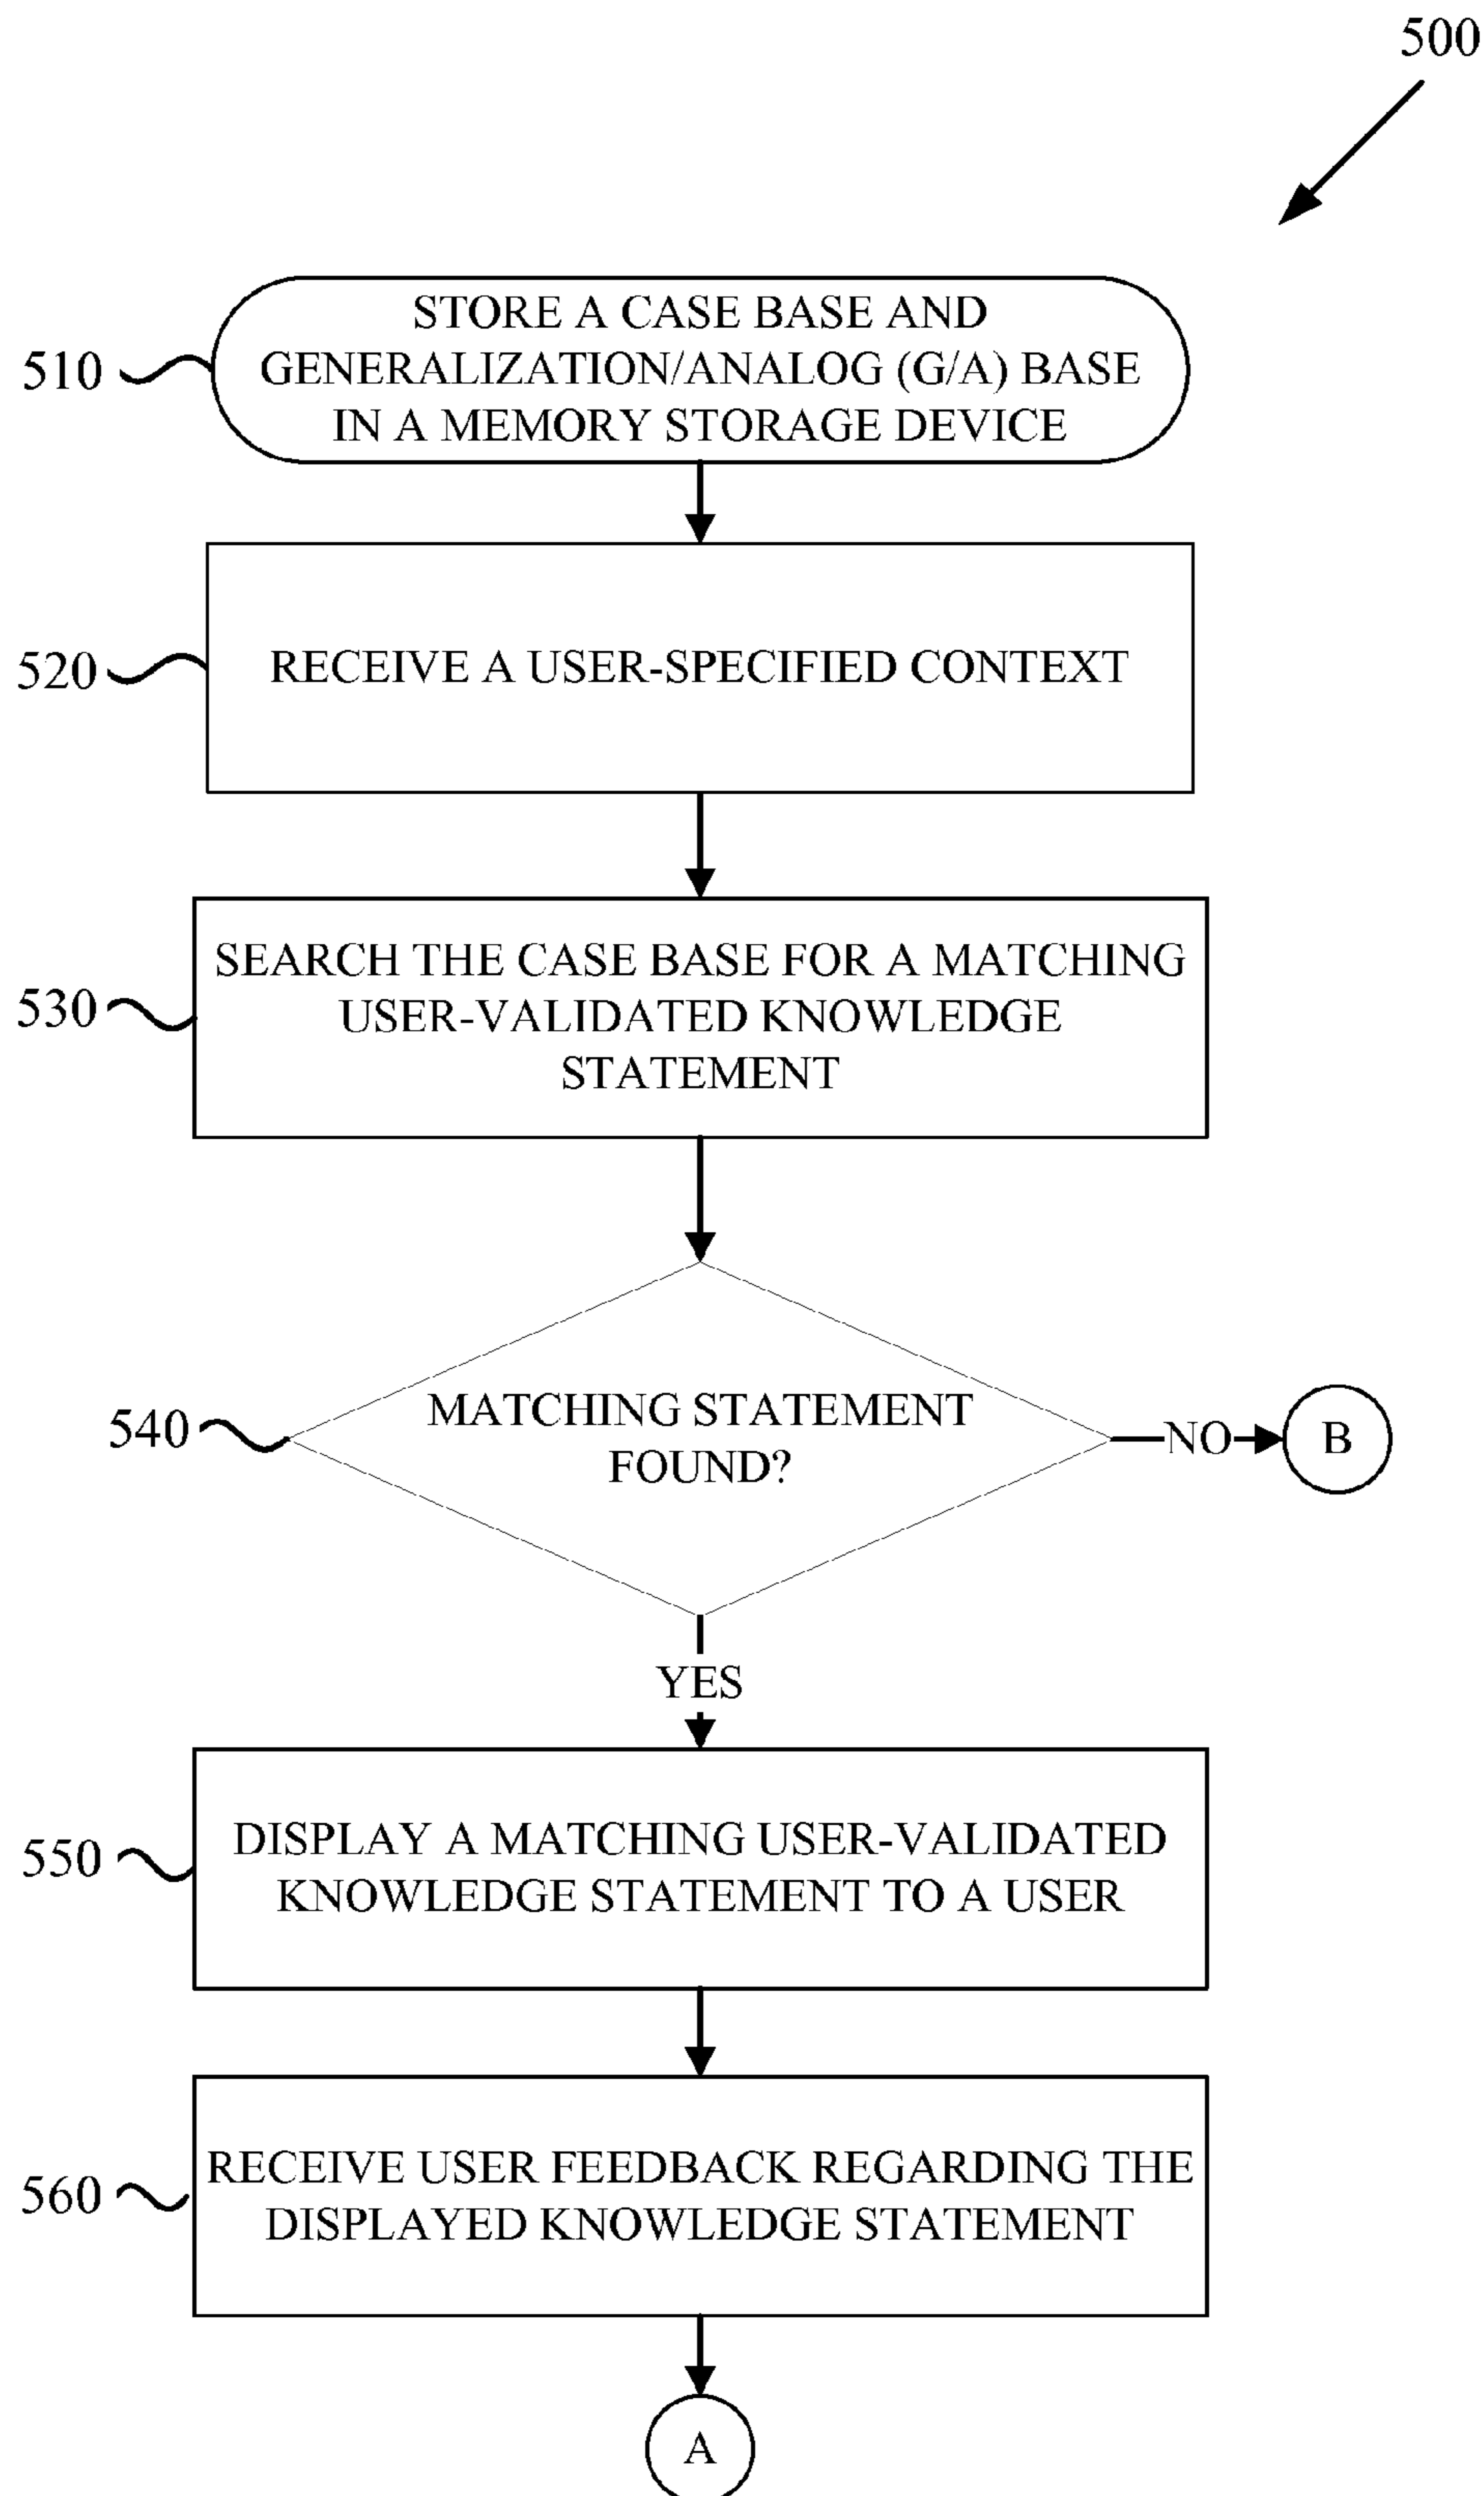 500
510
STORE A CASE BASE AND
GENERALIZATION/ANALOG (G/A) BASE
IN A MEMORY STORAGE DEVICE
520
RECEIVE A USER-SPECIFIED CONTEXT
530
SEARCH THE CASE BASE FOR A MATCHING
USER-VALIDATED KNOWLEDGE
STATEMENT
540
MATCHING STATEMENT
FOUND?
NO
B
YES
550
DISPLAY A MATCHING USER-VALIDATED
KNOWLEDGE STATEMENT TO A USER
560
RECEIVE USER FEEDBACK REGARDING THE
DISPLAYED KNOWLEDGE STATEMENT
A